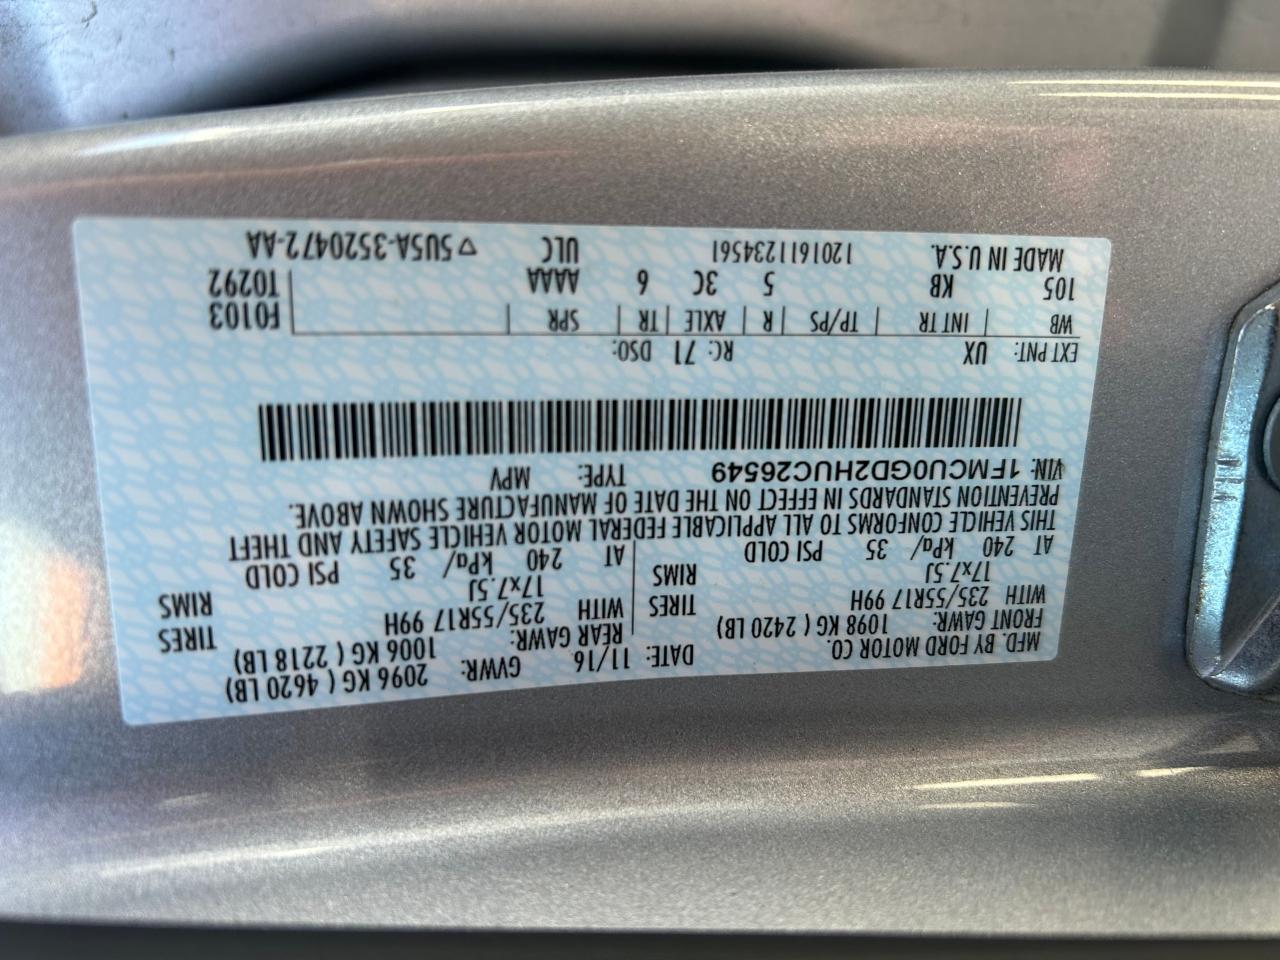 MFD. BY FORD MOTOR CO. DATE: 11/16 GVWR: 2096 KG ( 4620 LB)
FRONT GAWR: 1098 KG ( 2420 LB) REAR GAWR: 1006 KG ( 2218 LB)
WITH 235/55R17 99H TIRES WITH 235/55R17 99H TIRES
17x7.5J RIMS 17x7.5J RIMS
AT 240 kPa/ 35 PSI COLD AT 240 kPa/ 35 PSI COLD
THIS VEHICLE CONFORMS TO ALL APPLICABLE FEDERAL MOTOR VEHICLE SAFETY AND THEFT
PREVENTION STANDARDS IN EFFECT ON THE DATE OF MANUFACTURE SHOWN ABOVE.
VIN: 1FMCU0GD2HUC26549 TYPE: MPV
EXT PNT: UX RC: 71 DSO:
WB | INT TR | TP/PS | R | AXLE | TR | SPR F0103
105 KB 5 3C 6 AAAA T0292
MADE IN U.S.A. 1201611234561 ULC ▽5U5A-3520472-AA